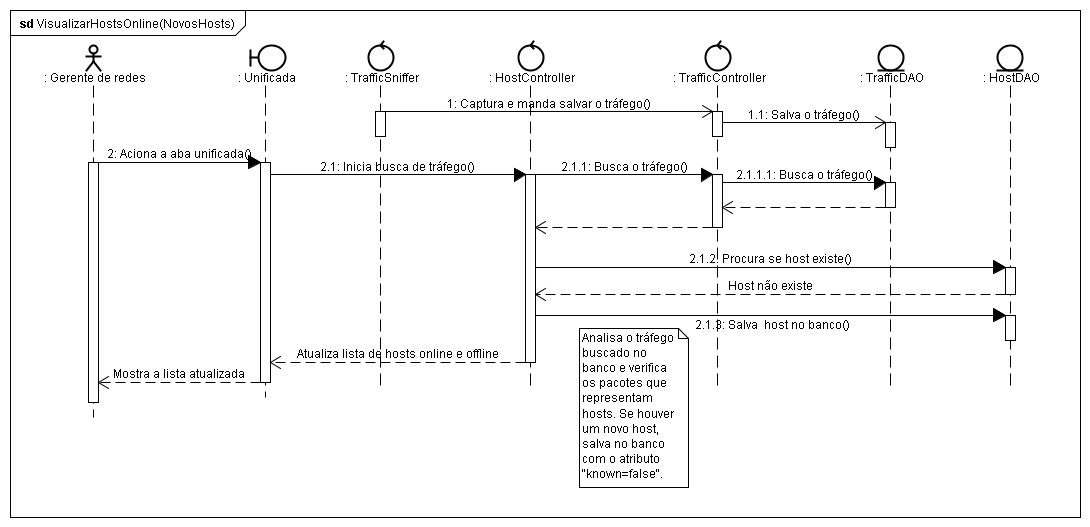 sd VisualizarHostsOnline(NovosHosts)
: Gerente de redes
: Unificada
: TrafficSniffer
: HostController
: TrafficController
: TrafficDAO
: HostDAO
1: Captura e manda salvar o tráfego()
1.1: Salva o tráfego()
2: Aciona a aba unificada()
2.1: Inicia busca de tráfego()
2.1.1: Busca o tráfego()
2.1.1.1: Busca o tráfego()
2.1.2: Procura se host existe()
Host não existe
2.1.3: Salva host no banco()
Analisa o tráfego
buscado no
banco e verifica
os pacotes que
representam
hosts. Se houver
um novo host,
salva no banco
com o atributo
"known=false".
Atualiza lista de hosts online e offline
Mostra a lista atualizada